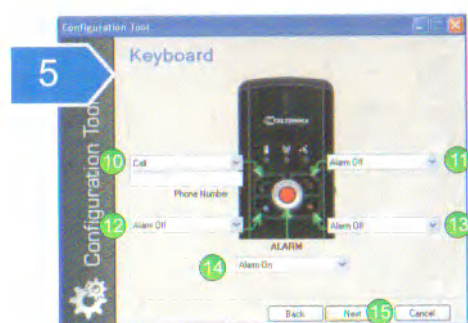 Configuration Tool
5
Keyboard
Configuration Tool
TELTONIKA
10 Call
Alarm Off 11
Phone Number
12 Alarm Off
Alarm Off 13
ALARM
14 Alarm On
Back Next 15 Cancel